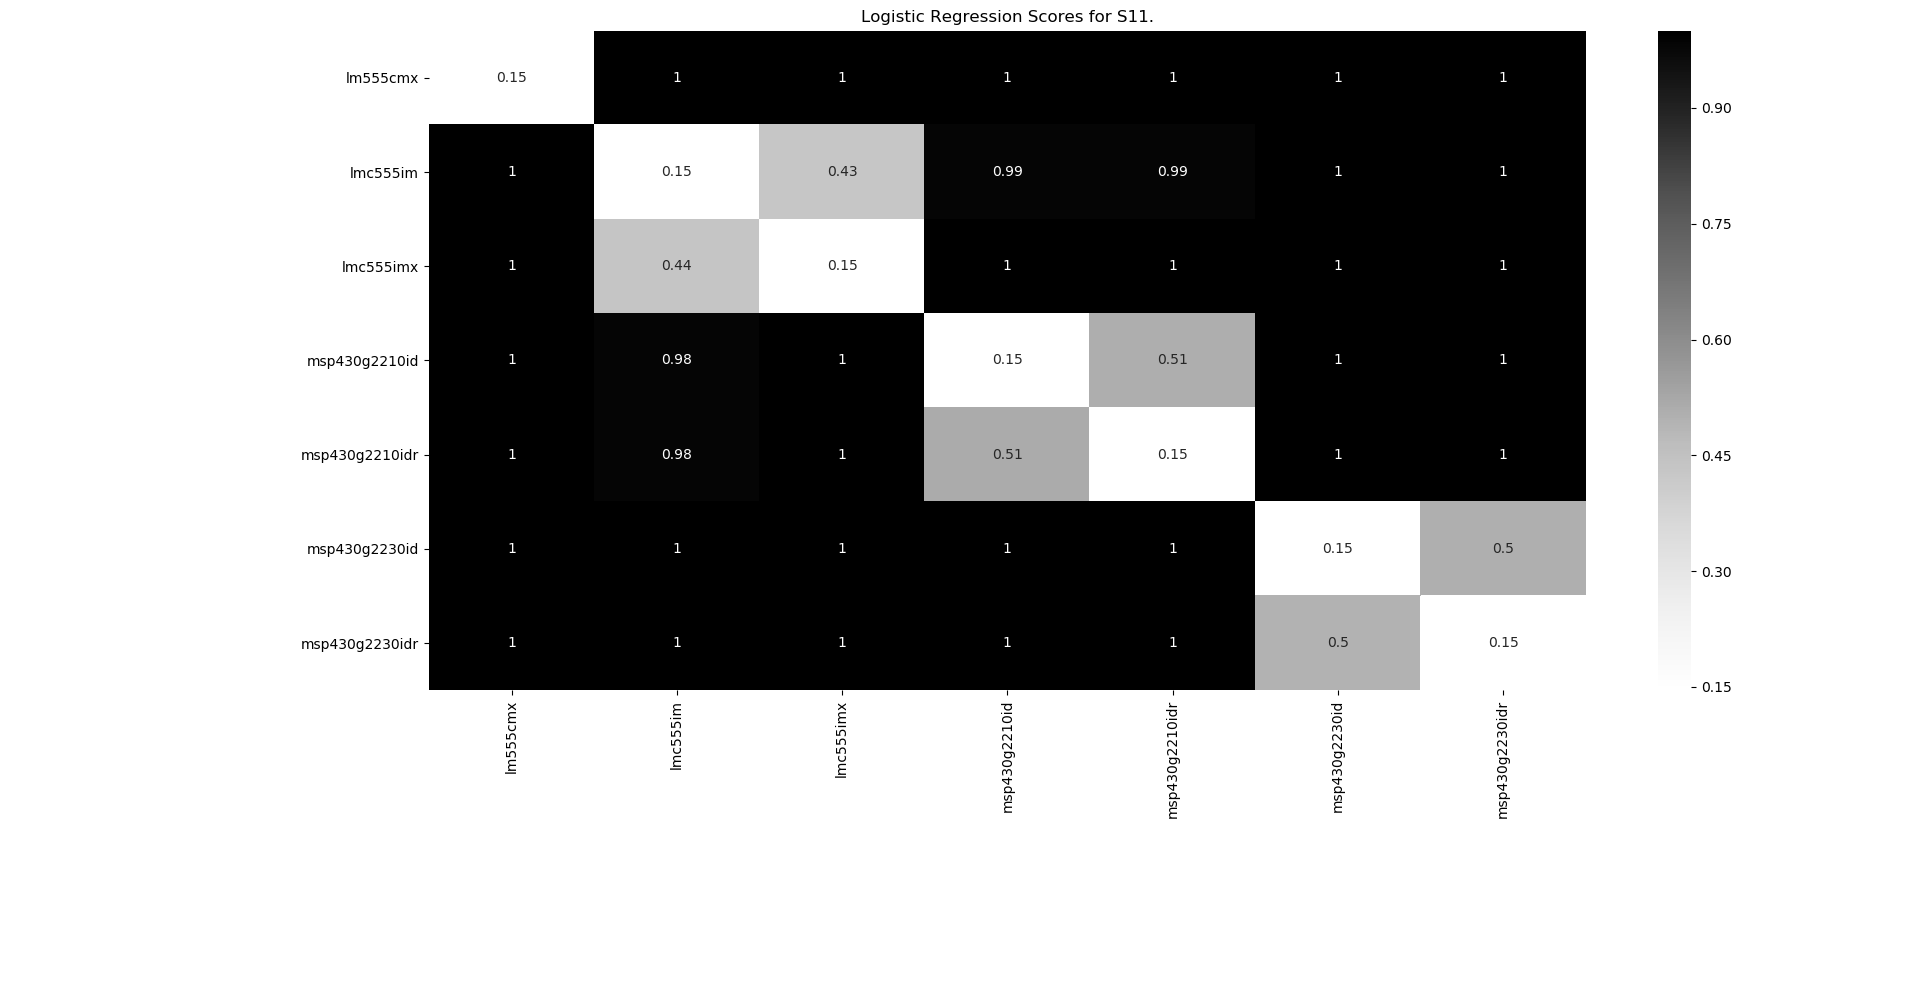 Logistic Regression Scores for S11.
lm555cmx 0.15 1 1 1 1 1 1
lmc555im 1 0.15 0.43 0.99 0.99 1 1
lmc555imx 1 0.44 0.15 1 1 1 1
msp430g2210id 1 0.98 1 0.15 0.51 1 1
msp430g2210idr 1 0.98 1 0.51 0.15 1 1
msp430g2230id 1 1 1 1 1 0.15 0.5
msp430g2230idr 1 1 1 1 1 0.5 0.15
lm555cmx
lmc555im
lmc555imx
msp430g2210id
msp430g2210idr
msp430g2230id
msp430g2230idr
0.90
0.75
0.60
0.45
0.30
0.15